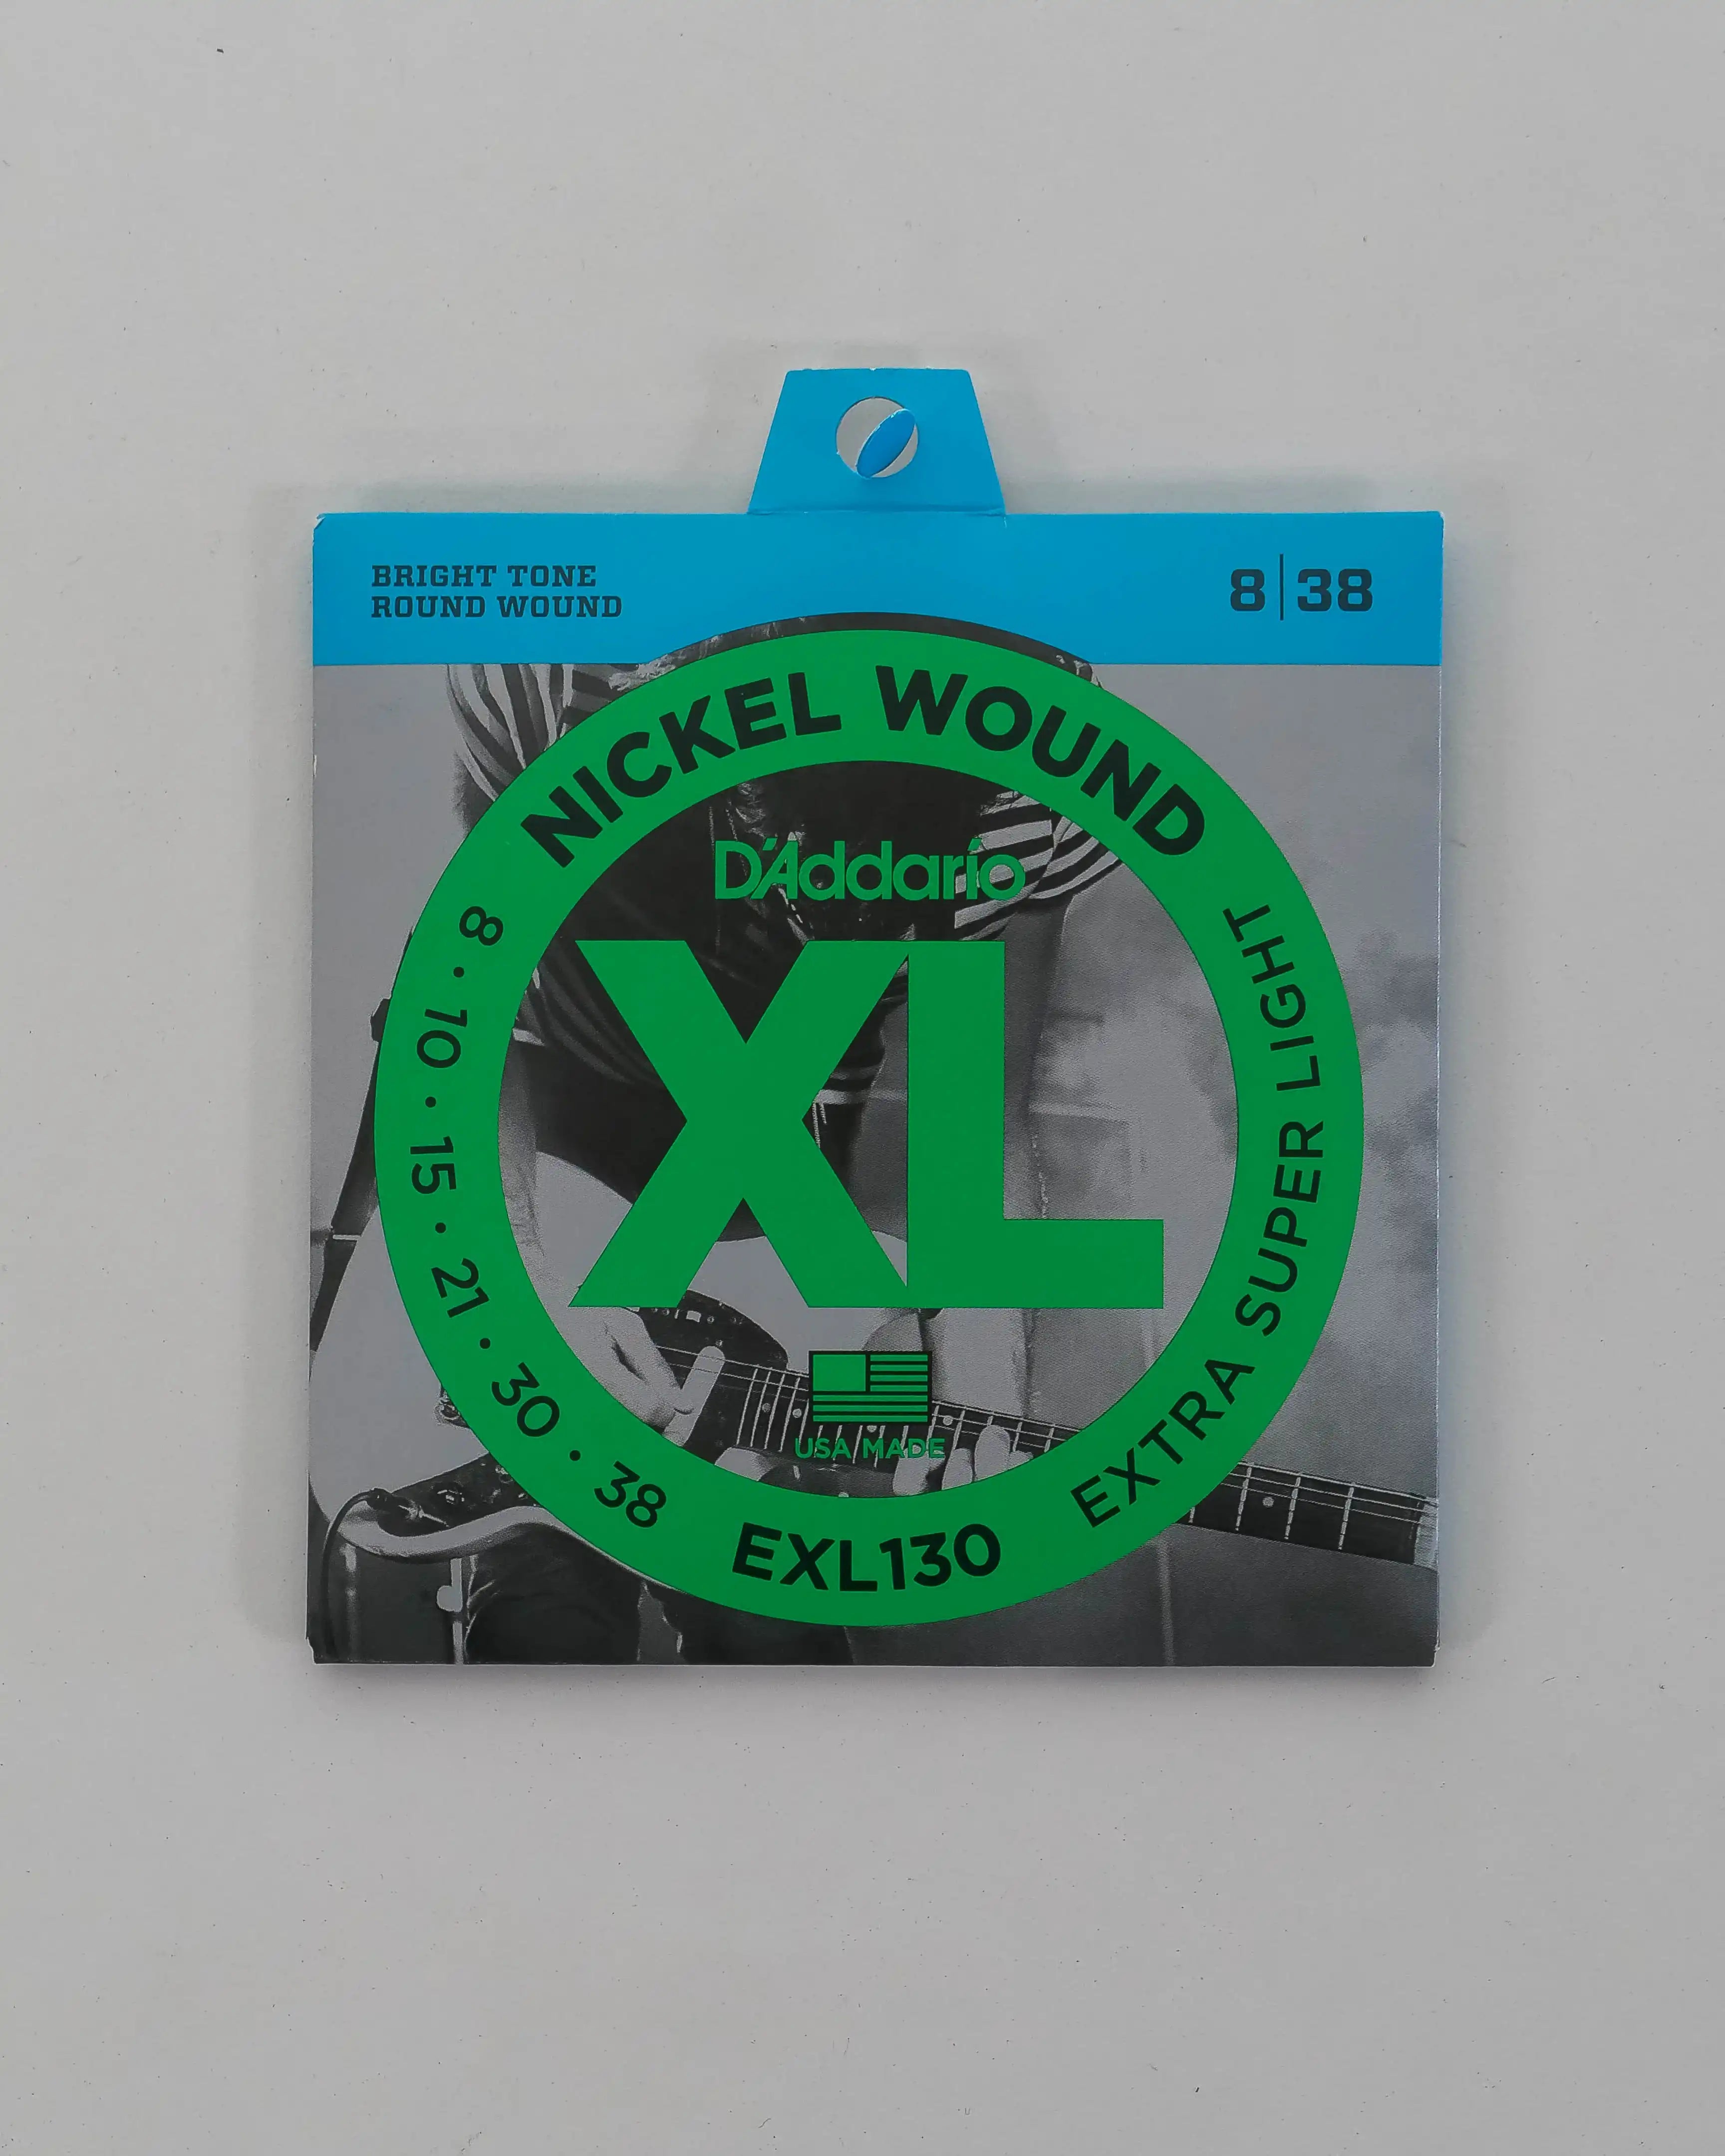 BRIGHT TONE
ROUND WOUND
8|38
NICKEL WOUND
D'Addario
XL
8 · 10 · 15 · 21 · 30 · 38
EXTRA SUPER LIGHT
USA MADE
EXL130